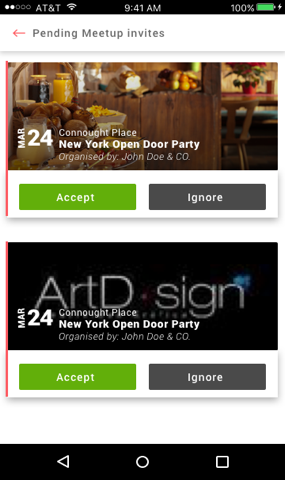 AT&T 9:41 AM 100%
Pending Meetup invites
MAR 24
Connought Place
New York Open Door Party
Organised by: John Doe & CO.
Accept Ignore
ArtD sign
MAR 24
Connought Place
New York Open Door Party
Organised by: John Doe & CO.
Accept Ignore